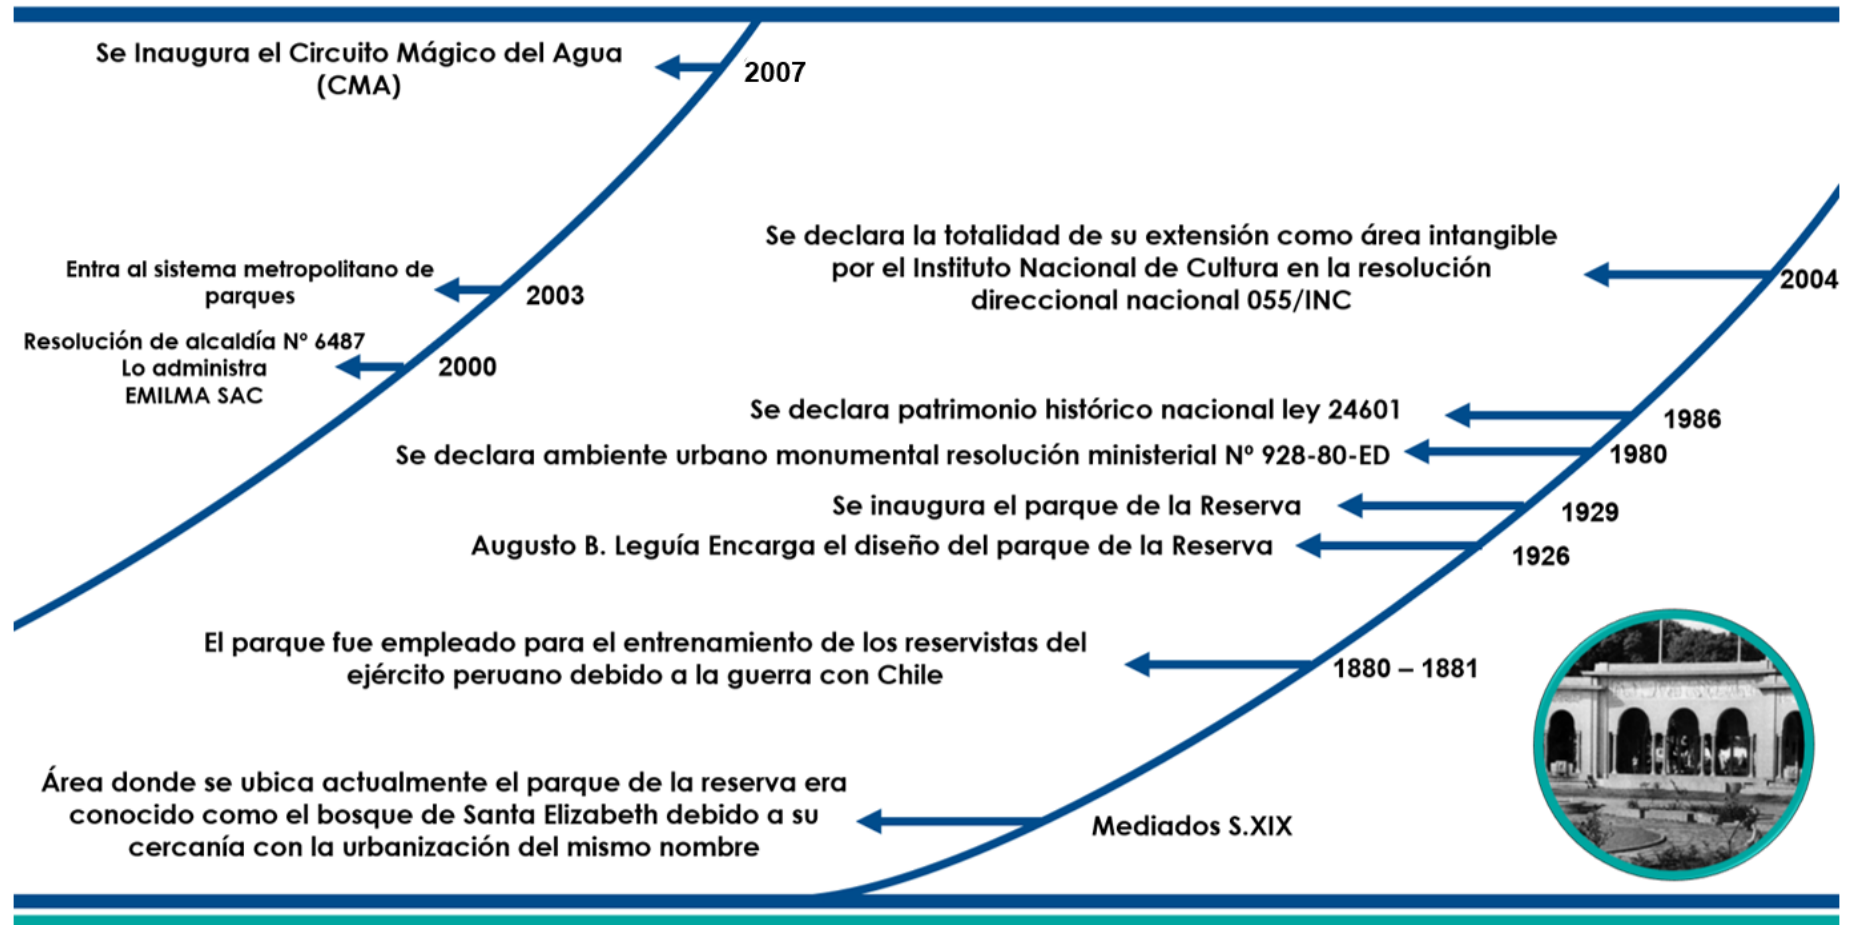 Se Inaugura el Circuito Mágico del Agua
(CMA)
2007
Entra al sistema metropolitano de
parques
2003
Resolución de alcaldía Nº 6487
Lo administra
EMILMA SAC
2000
Se declara la totalidad de su extensión como área intangible
por el Instituto Nacional de Cultura en la resolución
direccional nacional 055/INC
2004
Se declara patrimonio histórico nacional ley 24601
1986
Se declara ambiente urbano monumental resolución ministerial Nº 928-80-ED
1980
Se inaugura el parque de la Reserva
1929
Augusto B. Leguía Encarga el diseño del parque de la Reserva
1926
El parque fue empleado para el entrenamiento de los reservistas del
ejército peruano debido a la guerra con Chile
1880 – 1881
Área donde se ubica actualmente el parque de la reserva era
conocido como el bosque de Santa Elizabeth debido a su
cercanía con la urbanización del mismo nombre
Mediados S.XIX